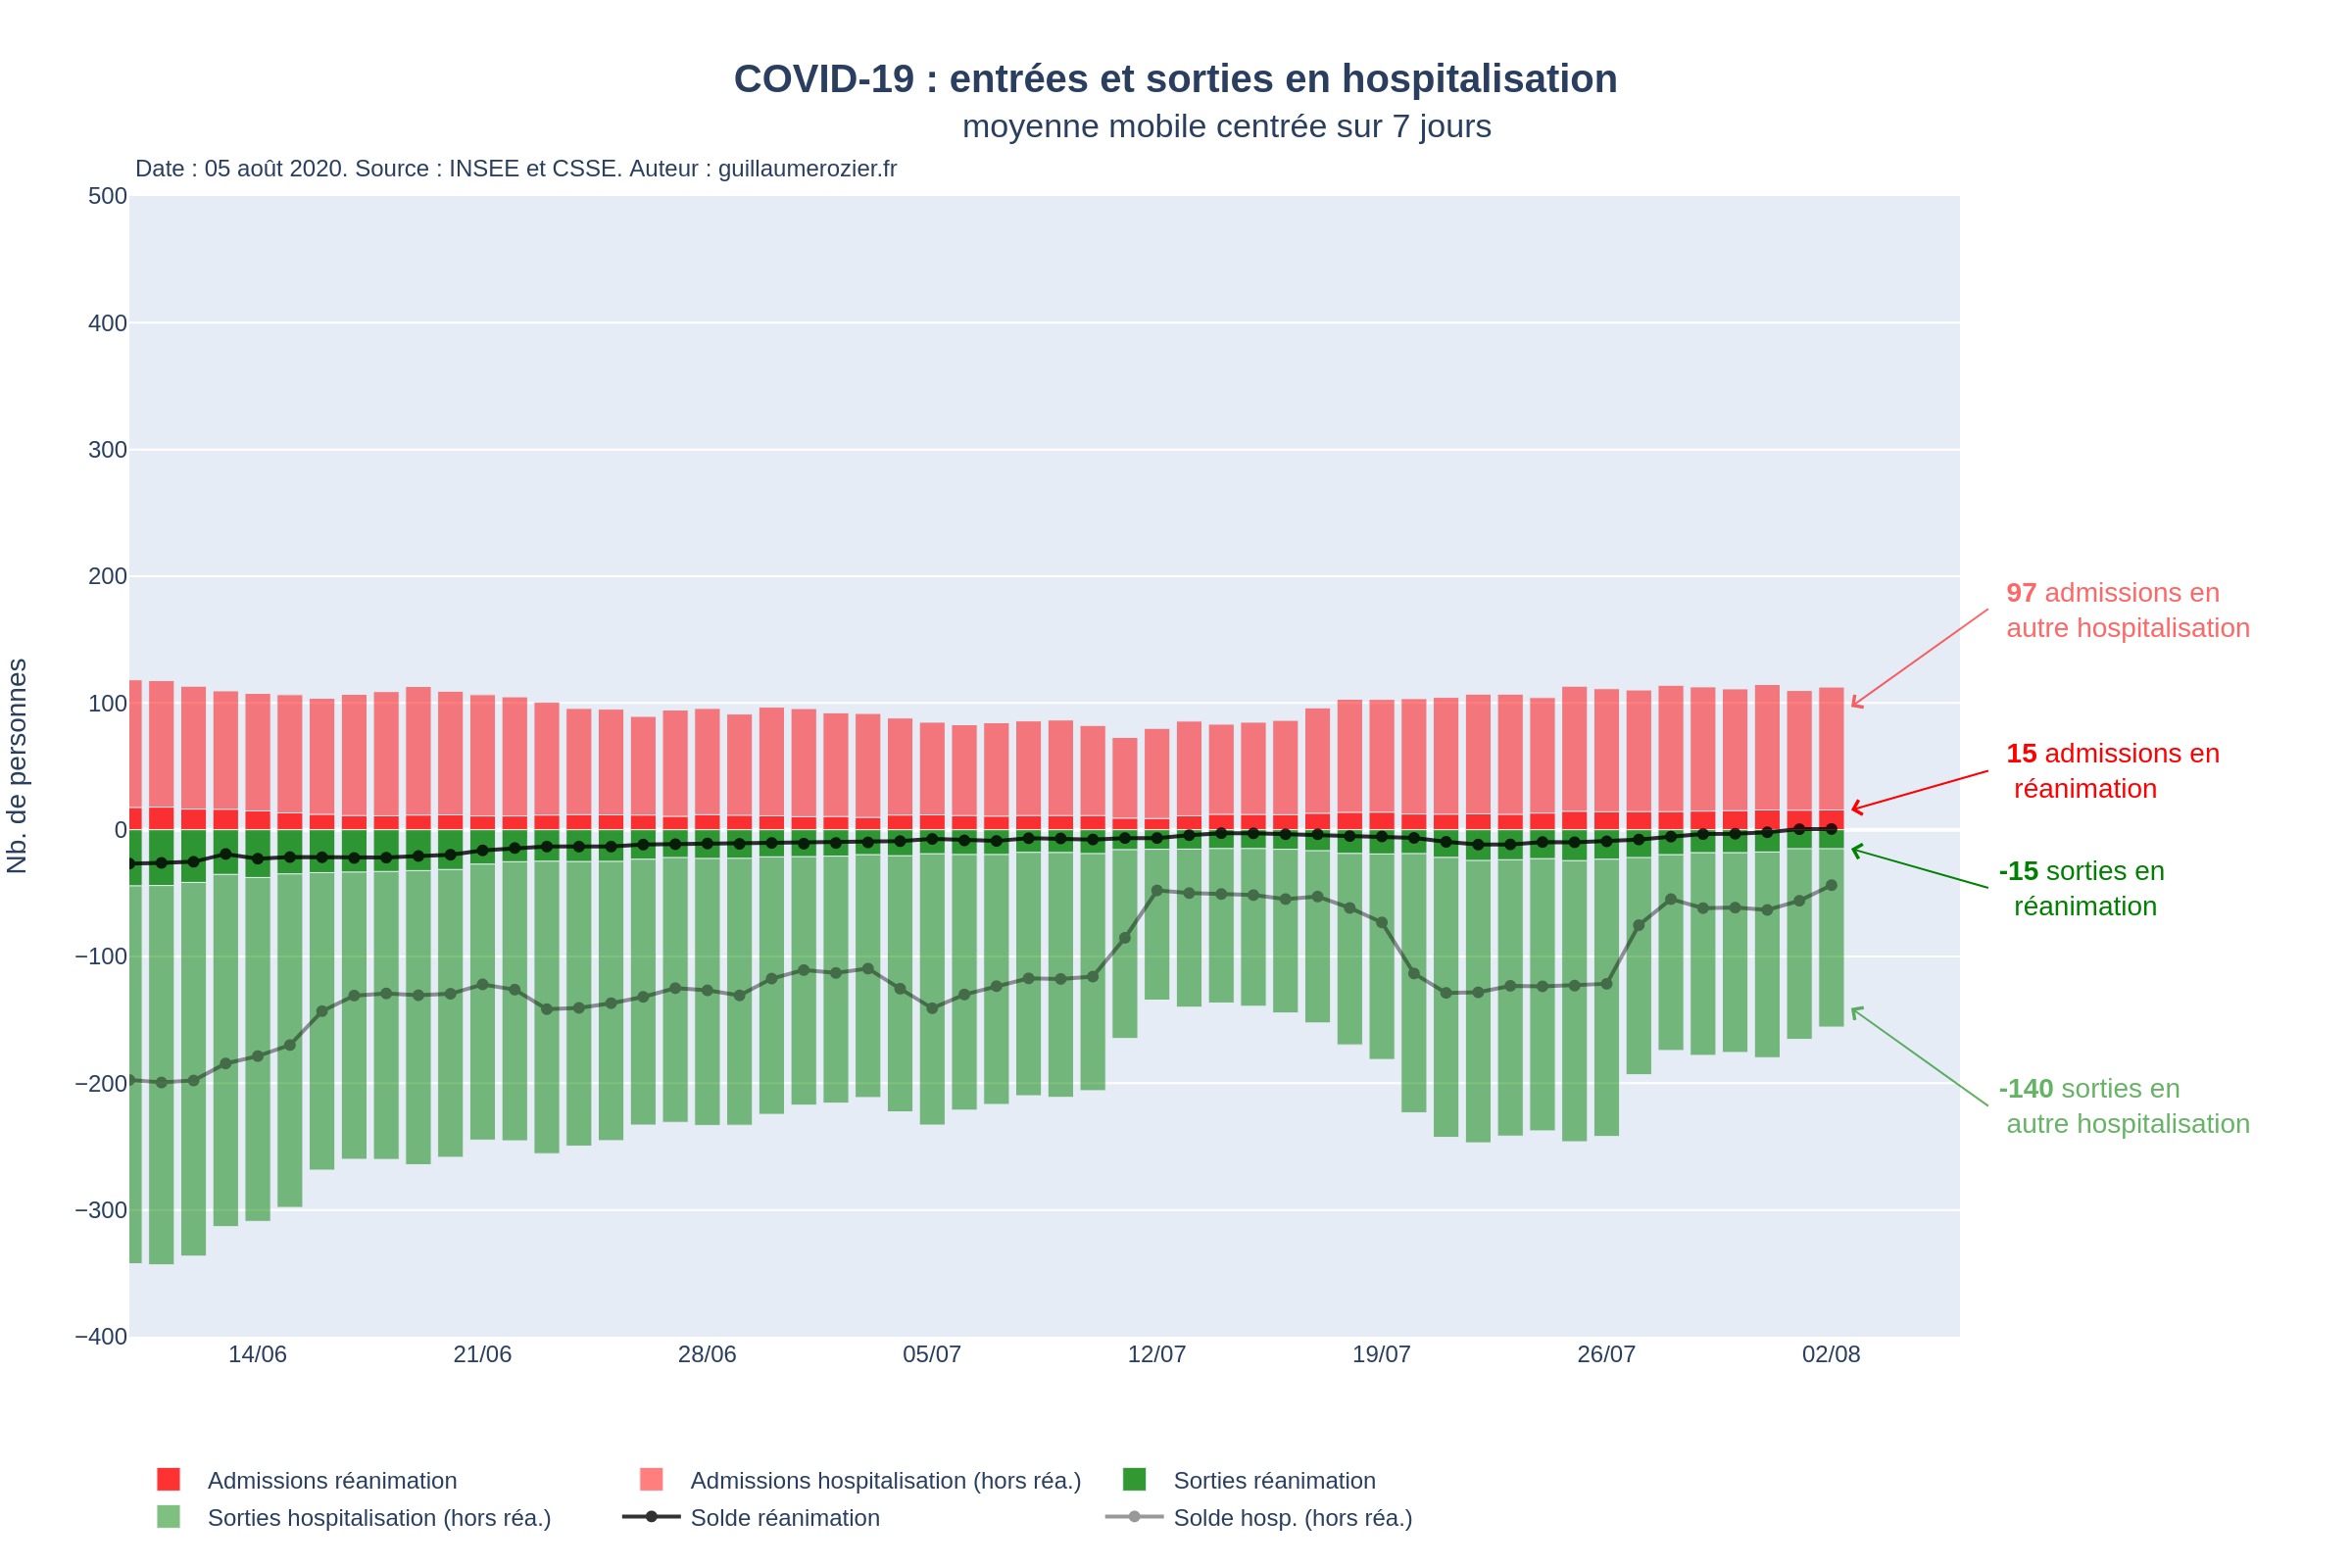 COVID-19 : entrées et sorties en hospitalisation
moyenne mobile centrée sur 7 jours
Date : 05 août 2020. Source : INSEE et CSSE. Auteur : guillaumerozier.fr
Nb. de personnes
500
400
300
200
100
0
−100
−200
−300
−400
14/06 21/06 28/06 05/07 12/07 19/07 26/07 02/08
97 admissions en
autre hospitalisation
15 admissions en
réanimation
-15 sorties en
réanimation
-140 sorties en
autre hospitalisation
Admissions réanimation
Admissions hospitalisation (hors réa.)
Sorties réanimation
Sorties hospitalisation (hors réa.)
Solde réanimation
Solde hosp. (hors réa.)